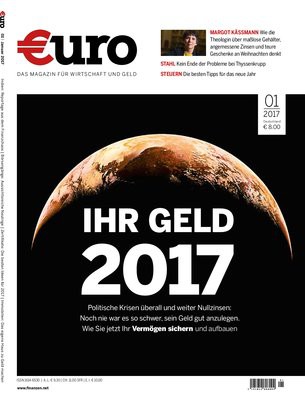 €uro
DAS MAGAZIN FÜR WIRTSCHAFT UND GELD
MARGOT KÄSSMANN Wie die
Theologin über maßlose Gehälter,
angemessene Zinsen und teure
Geschenke an Weihnachten denkt
STAHL Kein Ende der Probleme bei Thyssenkrupp
STEUERN Die besten Tipps für das neue Jahr
01
2017
Deutschland
€ 8.00
01 | Januar 2017
IHR GELD
2017
Politische Krisen überall und weiter Nullzinsen:
Noch nie war es so schwer, sein Geld gut anzulegen.
Wie Sie jetzt Ihr Vermögen sichern und aufbauen
www.finanzen.net